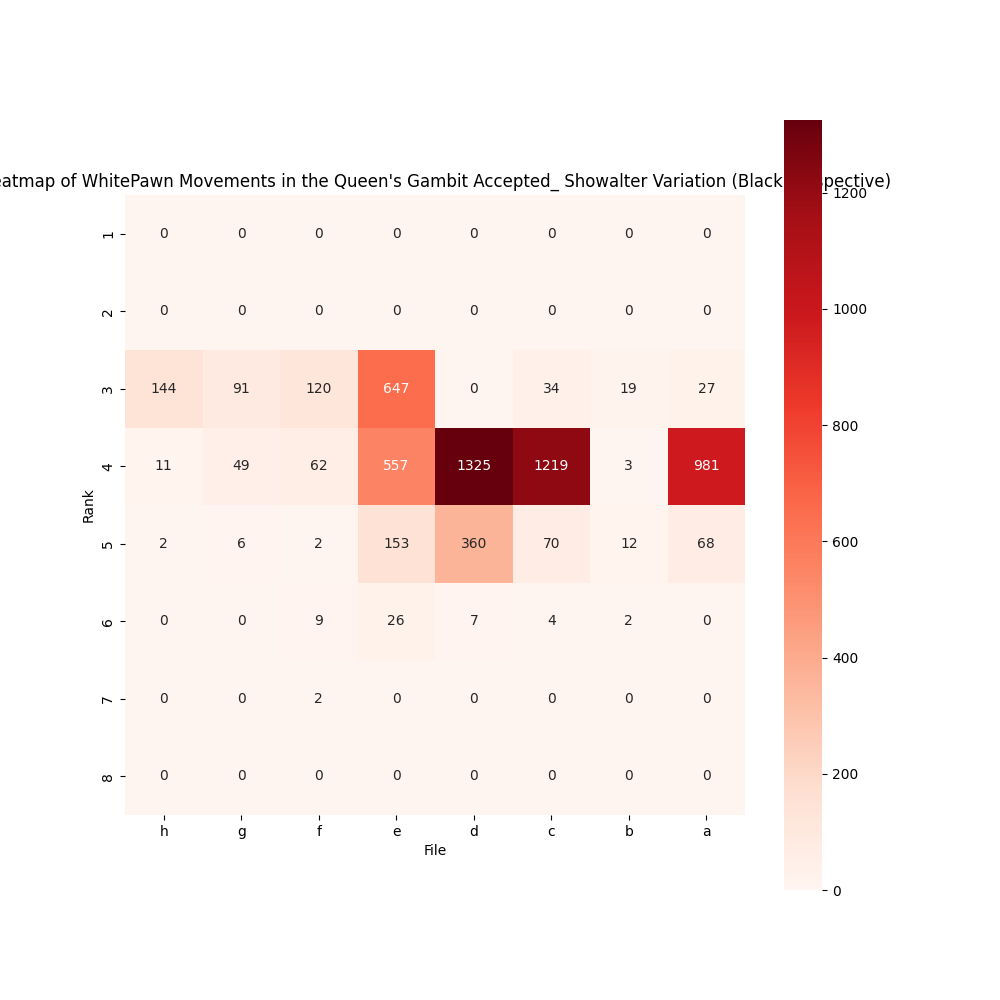 eatmap of WhitePawn Movements in the Queen's Gambit Accepted_ Showalter Variation (Black Perspective)
1200
1 0 0 0 0 0 0 0 0
2 0 0 0 0 0 0 0 0
1000
3 144 91 120 647 0 34 19 27
800
4 11 49 62 557 1325 1219 3 981
Rank
5 2 6 2 153 360 70 12 68
600
6 0 0 9 26 7 4 2 0
400
7 0 0 2 0 0 0 0 0
8 0 0 0 0 0 0 0 0
200
h g f e d c b a
File
0